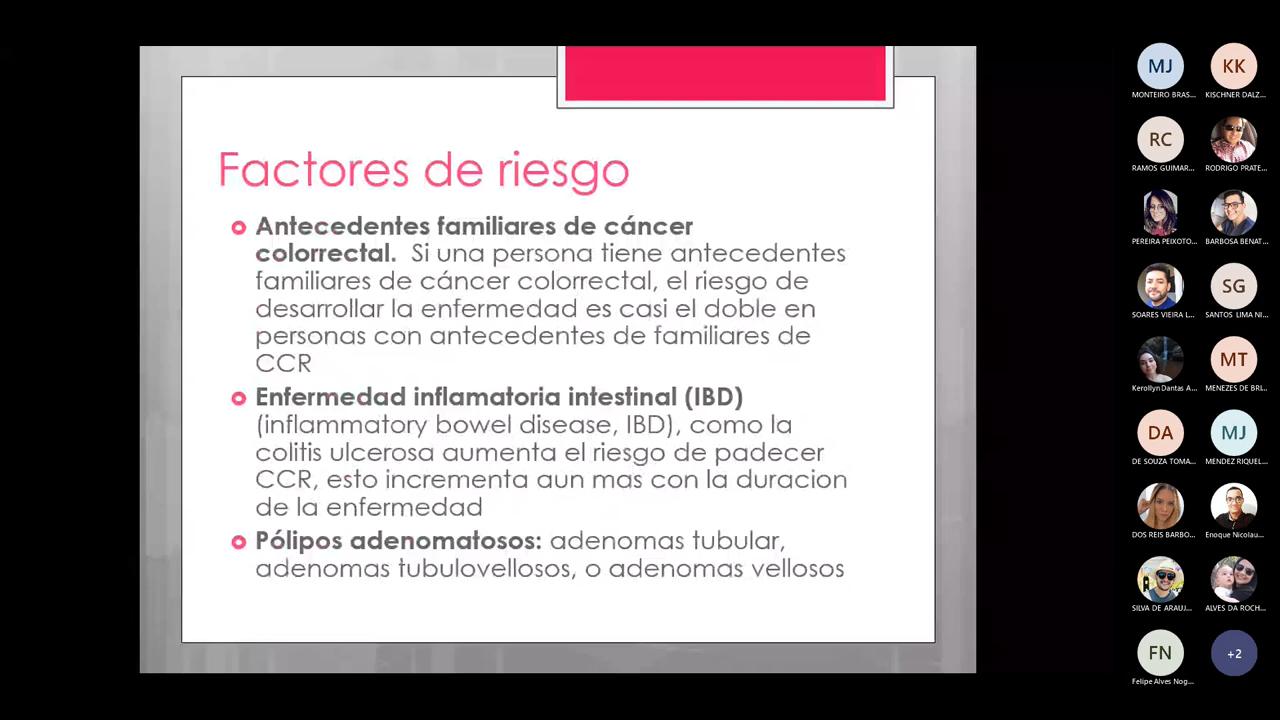 Factores de riesgo
Antecedentes familiares de cáncer
colorrectal. Si una persona tiene antecedentes
familiares de cáncer colorrectal, el riesgo de
desarrollar la enfermedad es casi el doble en
personas con antecedentes de familiares de
CCR
Enfermedad inflamatoria intestinal (IBD)
(inflammatory bowel disease, IBD), como la
colitis ulcerosa aumenta el riesgo de padecer
CCR, esto incrementa aun mas con la duracion
de la enfermedad
Pólipos adenomatosos: adenomas tubular,
adenomas tubulovellosos, o adenomas vellosos
MJ
MONTEIRO BRAS...
KK
KISCHNER DALZ...
RC
RAMOS GUIMAR...
RODRIGO PRATE...
PEREIRA PEIXOTO...
BARBOSA BENAT...
SOARES VIEIRA L...
SG
SANTOS LIMA NI...
Kerollyn Dantas A...
MT
MENEZES DE BRI...
DA
DE SOUZA TOMA...
MJ
MENDEZ RIQUEL...
DOS REIS BARBO...
Enoque Nicolau...
SILVA DE ARAUJ...
ALVES DA ROCH...
FN
Felipe Alves Nog...
+2